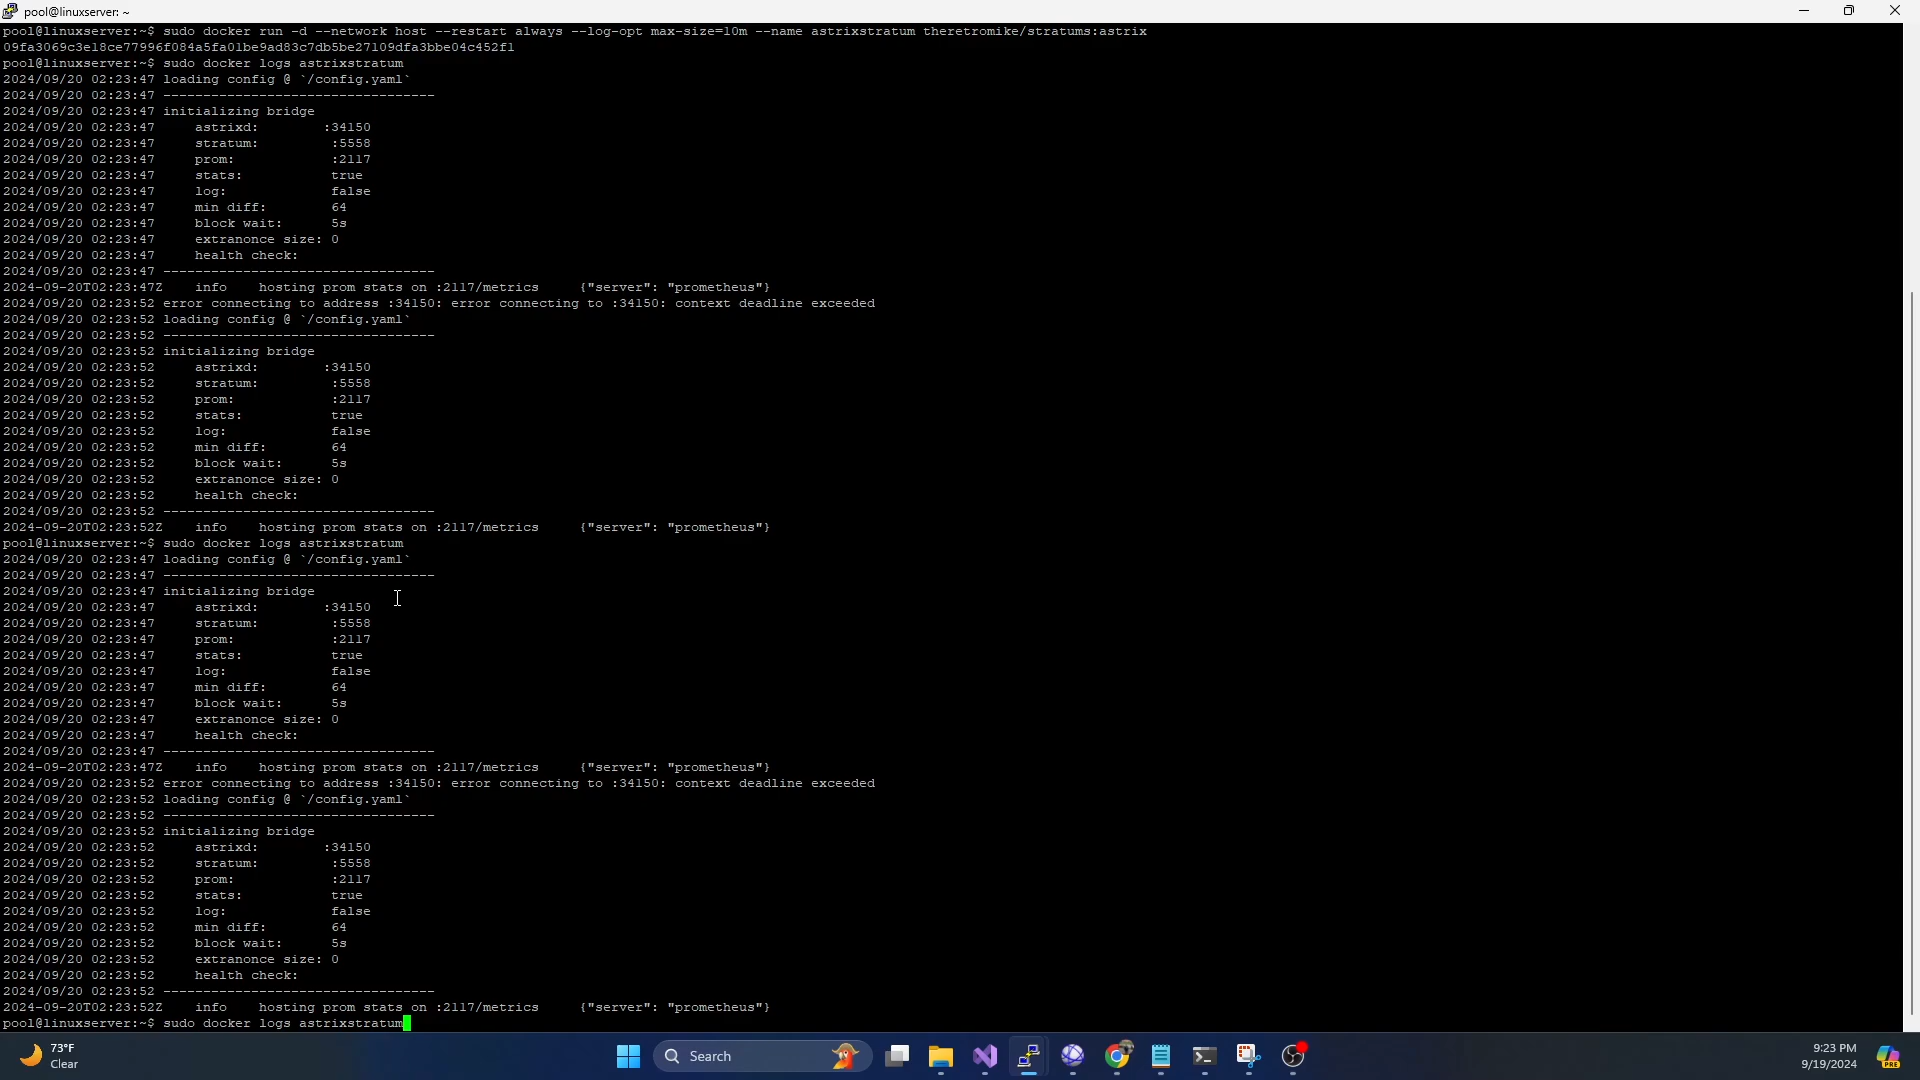 pool@linuxserver: ~
pool@linuxserver:~$ sudo docker run -d --network host --restart always --log-opt max-size=10m --name astrixstratum theretromike/stratums:astrix
09fa3069c3e18ce77996f084a5fa01be9ad83c7db5be27109dfa3bbe04c452f1
pool@linuxserver:~$ sudo docker logs astrixstratum
2024/09/20 02:23:47 loading config @ `/config.yaml`
2024/09/20 02:23:47 ----------------------------------
2024/09/20 02:23:47 initializing bridge
2024/09/20 02:23:47     astrixd:        :34150
2024/09/20 02:23:47     stratum:         :5558
2024/09/20 02:23:47     prom:            :2117
2024/09/20 02:23:47     stats:           true
2024/09/20 02:23:47     log:             false
2024/09/20 02:23:47     min diff:        64
2024/09/20 02:23:47     block wait:      5s
2024/09/20 02:23:47     extranonce size: 0
2024/09/20 02:23:47     health check:
2024/09/20 02:23:47 ----------------------------------
2024-09-20T02:23:47Z    info    hosting prom stats on :2117/metrics     {"server": "prometheus"}
2024/09/20 02:23:52 error connecting to address :34150: error connecting to :34150: context deadline exceeded
2024/09/20 02:23:52 loading config @ `/config.yaml`
2024/09/20 02:23:52 ----------------------------------
2024/09/20 02:23:52 initializing bridge
2024/09/20 02:23:52     astrixd:        :34150
2024/09/20 02:23:52     stratum:         :5558
2024/09/20 02:23:52     prom:            :2117
2024/09/20 02:23:52     stats:           true
2024/09/20 02:23:52     log:             false
2024/09/20 02:23:52     min diff:        64
2024/09/20 02:23:52     block wait:      5s
2024/09/20 02:23:52     extranonce size: 0
2024/09/20 02:23:52     health check:
2024/09/20 02:23:52 ----------------------------------
2024-09-20T02:23:52Z    info    hosting prom stats on :2117/metrics     {"server": "prometheus"}
pool@linuxserver:~$ sudo docker logs astrixstratum
2024/09/20 02:23:47 loading config @ `/config.yaml`
2024/09/20 02:23:47 ----------------------------------
2024/09/20 02:23:47 initializing bridge
2024/09/20 02:23:47     astrixd:        :34150
2024/09/20 02:23:47     stratum:         :5558
2024/09/20 02:23:47     prom:            :2117
2024/09/20 02:23:47     stats:           true
2024/09/20 02:23:47     log:             false
2024/09/20 02:23:47     min diff:        64
2024/09/20 02:23:47     block wait:      5s
2024/09/20 02:23:47     extranonce size: 0
2024/09/20 02:23:47     health check:
2024/09/20 02:23:47 ----------------------------------
2024-09-20T02:23:47Z    info    hosting prom stats on :2117/metrics     {"server": "prometheus"}
2024/09/20 02:23:52 error connecting to address :34150: error connecting to :34150: context deadline exceeded
2024/09/20 02:23:52 loading config @ `/config.yaml`
2024/09/20 02:23:52 ----------------------------------
2024/09/20 02:23:52 initializing bridge
2024/09/20 02:23:52     astrixd:        :34150
2024/09/20 02:23:52     stratum:         :5558
2024/09/20 02:23:52     prom:            :2117
2024/09/20 02:23:52     stats:           true
2024/09/20 02:23:52     log:             false
2024/09/20 02:23:52     min diff:        64
2024/09/20 02:23:52     block wait:      5s
2024/09/20 02:23:52     extranonce size: 0
2024/09/20 02:23:52     health check:
2024/09/20 02:23:52 ----------------------------------
2024-09-20T02:23:52Z    info    hosting prom stats on :2117/metrics     {"server": "prometheus"}
pool@linuxserver:~$ sudo docker logs astrixstratum
73°F
Clear
Search
9:23 PM
9/19/2024
PRE